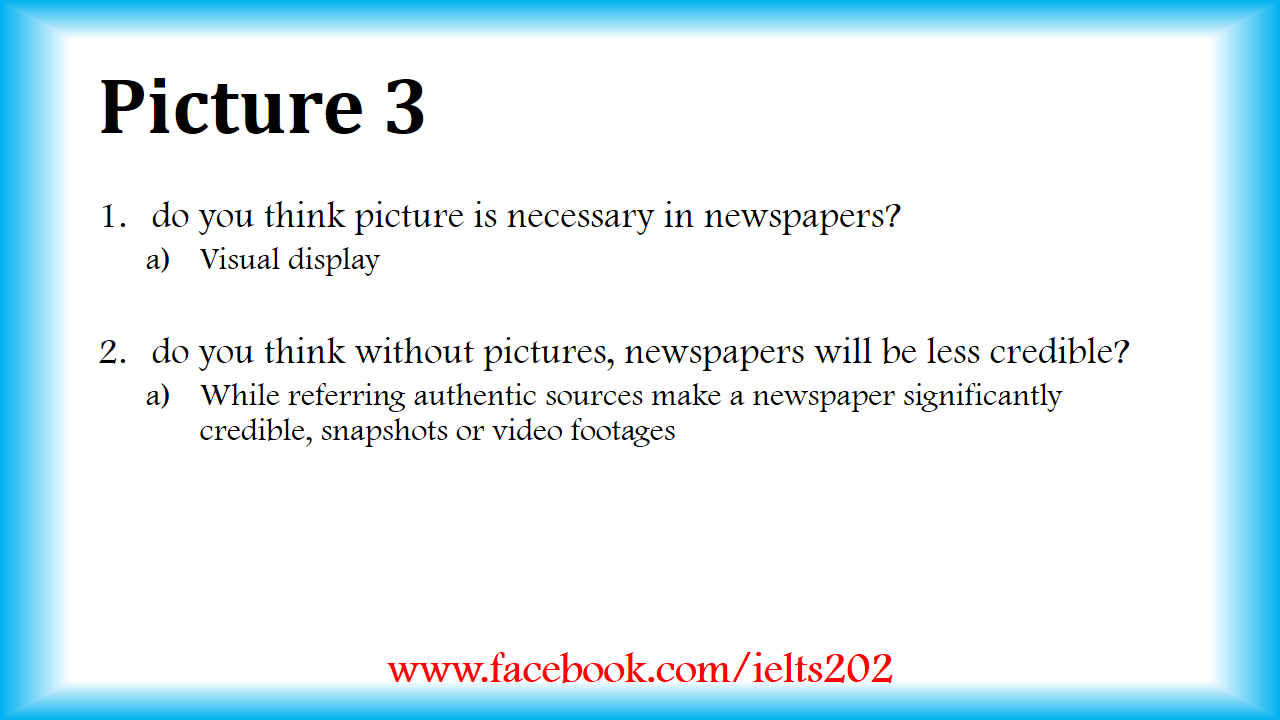 Picture 3
1. do you think picture is necessary in newspapers?
a) Visual display
2. do you think without pictures, newspapers will be less credible?
a) While referring authentic sources make a newspaper significantly
credible, snapshots or video footages
www.facebook.com/ielts202